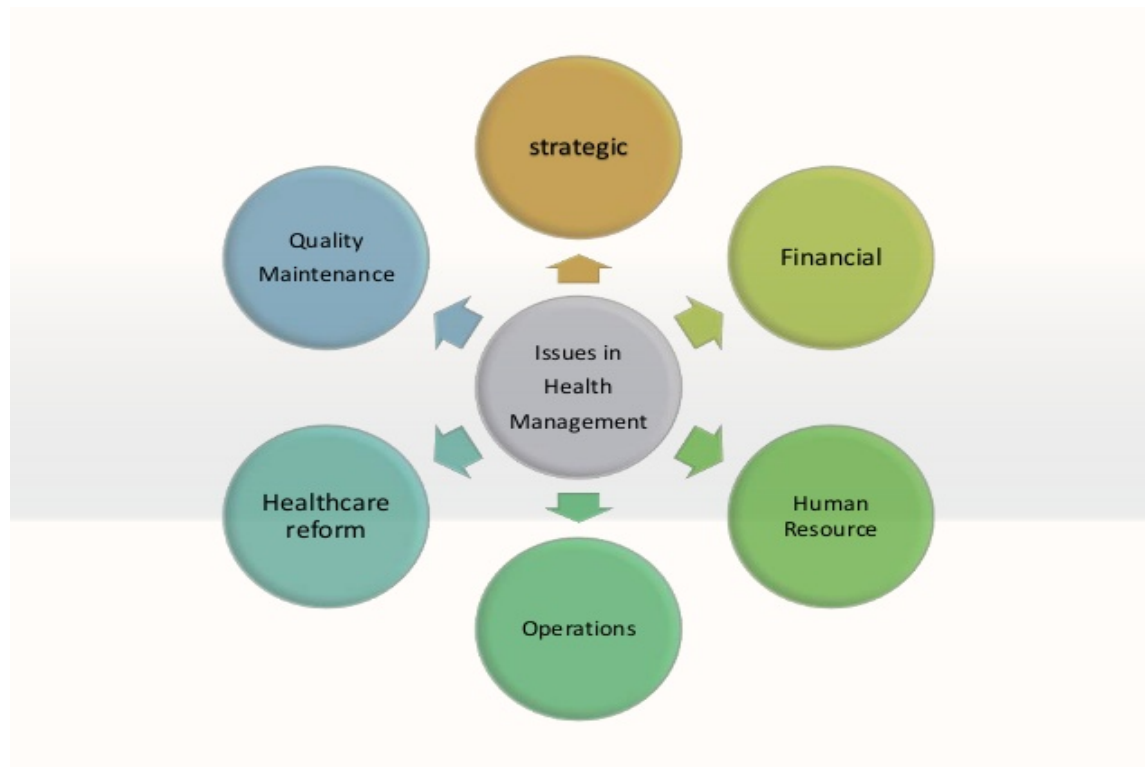 strategic
Financial
Human
Resource
Operations
Healthcare
reform
Quality
Maintenance
Issues in
Health
Management